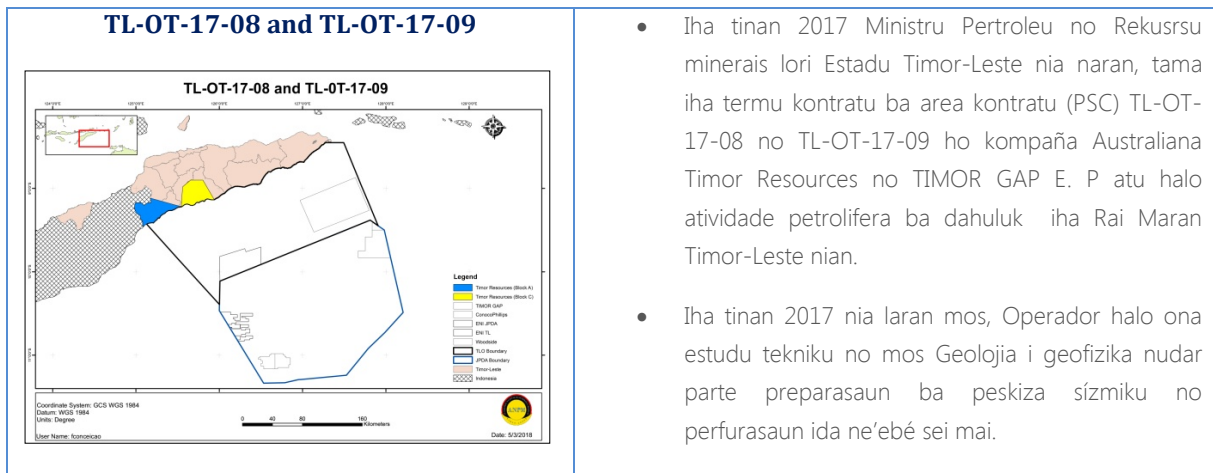 TL-OT-17-08 and TL-OT-17-09
TL-OT-17-08 and TL-0T-17-09
Legend
Timor Resources (Block A)
Timor Resources (Block C)
TIMOR GAP
ConocoPhillips
ENI JPDA
ENI TL
Woodside
TLO Boundary
JPDA Boundary
Timor-Leste
Indonesia
Coordinate System: GCS WGS 1984
Datum: WGS 1984
Units: Degree
User Name: fconceicao
0 40 80 160
Kilometers
ANPM
Date: 5/3/2018
• Iha tinan 2017 Ministru Pertroleu no Rekusrsu
minerais lori Estadu Timor-Leste nia naran, tama
iha termu kontratu ba area kontratu (PSC) TL-OT-
17-08 no TL-OT-17-09 ho kompaña Australiana
Timor Resources no TIMOR GAP E. P atu halo
atividade petrolifera ba dahuluk iha Rai Maran
Timor-Leste nian.
• Iha tinan 2017 nia laran mos, Operador halo ona
estudu tekniku no mos Geolojia i geofizika nudar
parte preparasaun ba peskiza sízmiku no
perfurasaun ida ne'ebé sei mai.